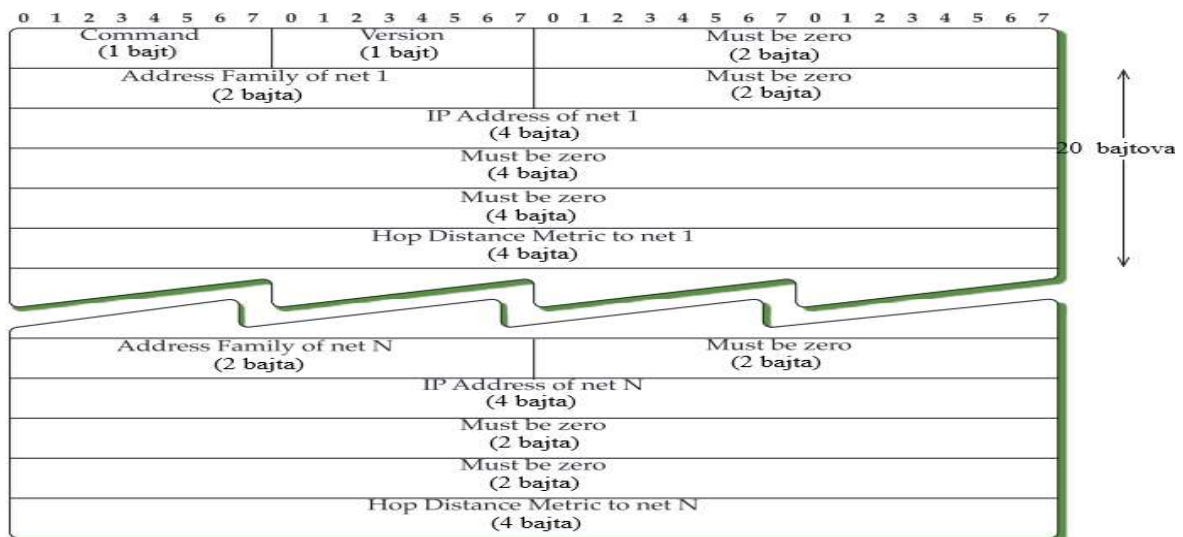 0 1 2 3 4 5 6 7 0 1 2 3 4 5 6 7 0 1 2 3 4 5 6 7 0 1 2 3 4 5 6 7
Command Version Must be zero
(1 bajt) (1 bajt) (2 bajta)
Address Family of net 1 Must be zero
(2 bajta) (2 bajta)
IP Address of net 1
(4 bajta)
20 bajtova
Must be zero
(4 bajta)
Must be zero
(4 bajta)
Hop Distance Metric to net 1
(4 bajta)
Address Family of net N Must be zero
(2 bajta) (2 bajta)
IP Address of net N
(4 bajta)
Must be zero
(2 bajta)
Must be zero
(2 bajta)
Hop Distance Metric to net N
(4 bajta)